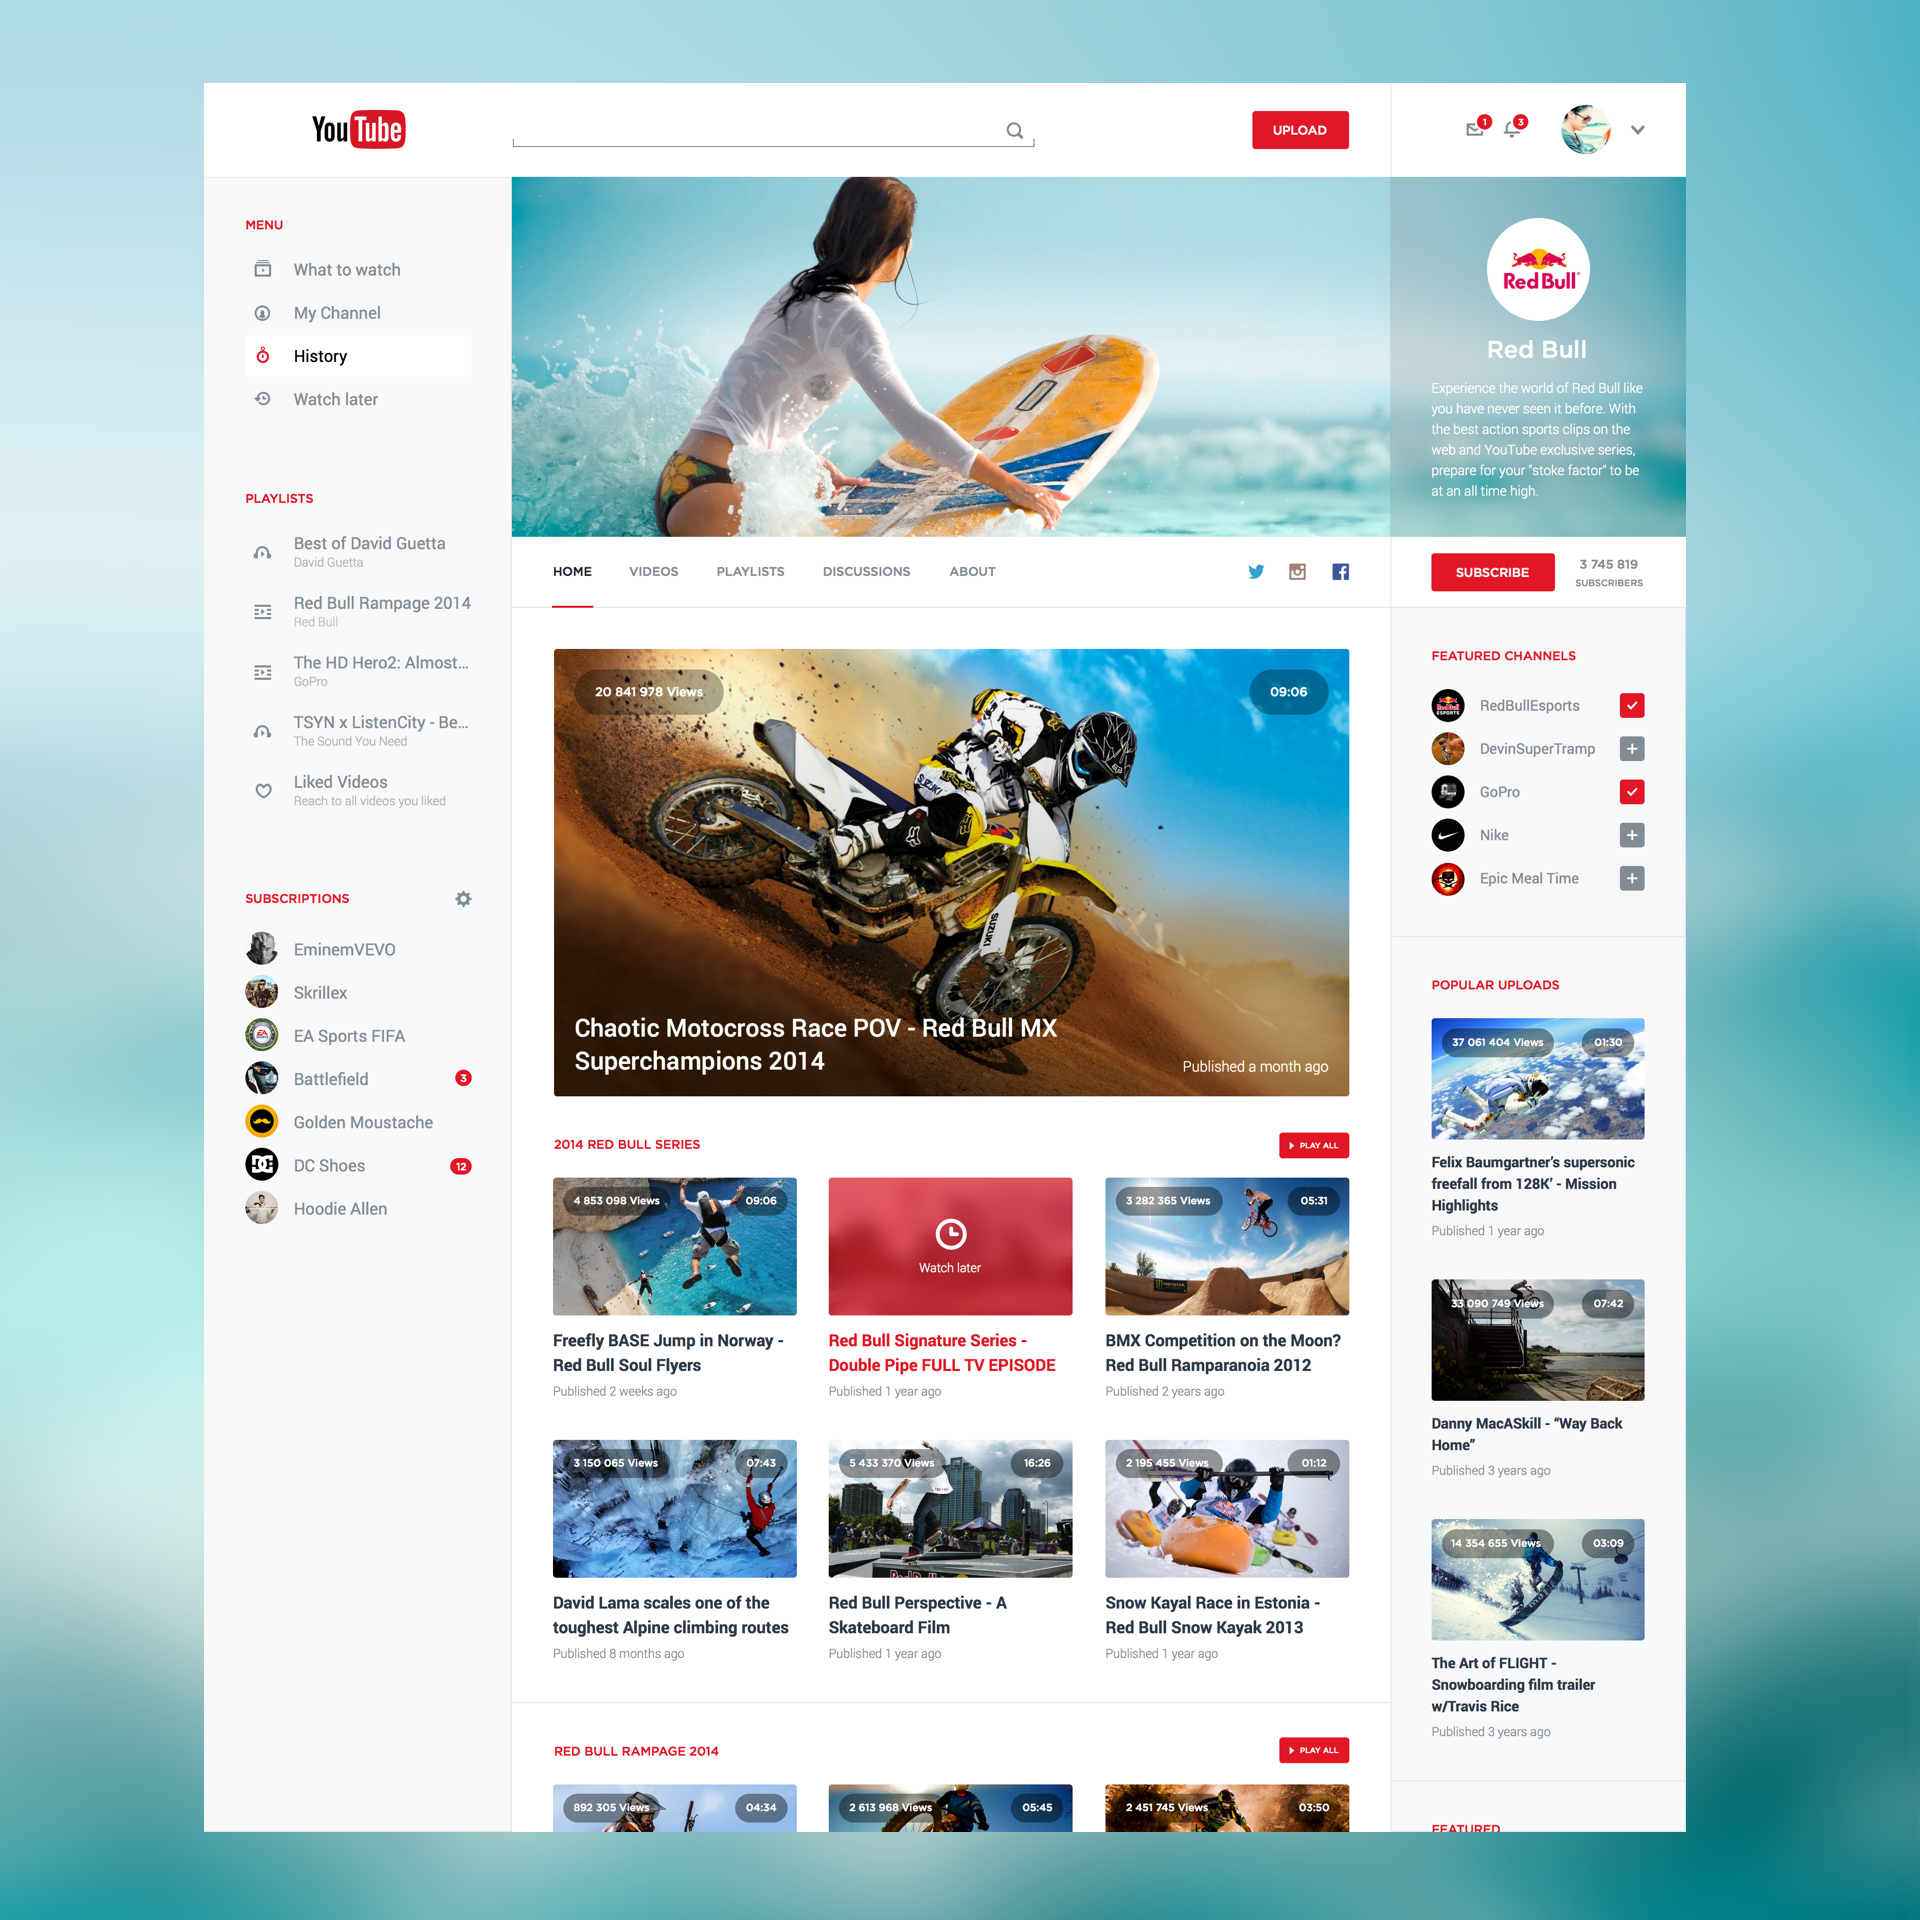 YouTube
UPLOAD
1
3
MENU
What to watch
My Channel
History
Watch later
PLAYLISTS
Best of David Guetta
David Guetta
Red Bull Rampage 2014
Red Bull
The HD Hero2: Almost...
GoPro
TSYN x ListenCity - Be...
The Sound You Need
Liked Videos
Reach to all videos you liked
SUBSCRIPTIONS
EminemVEVO
Skrillex
EA Sports FIFA
Battlefield
3
Golden Moustache
DC Shoes
12
Hoodie Allen
Red Bull
Red Bull
Experience the world of Red Bull like
you have never seen it before. With
the best action sports clips on the
web and YouTube exclusive series,
prepare for your "stoke factor" to be
at an all time high.
HOME
VIDEOS
PLAYLISTS
DISCUSSIONS
ABOUT
SUBSCRIBE
3 745 819
SUBSCRIBERS
20 841 978 Views
09:06
SUZUKI
SUZUKI
Chaotic Motocross Race POV - Red Bull MX
Superchampions 2014
Published a month ago
2014 RED BULL SERIES
PLAY ALL
4 853 098 Views
09:06
Freefly BASE Jump in Norway -
Red Bull Soul Flyers
Published 2 weeks ago
Watch later
Red Bull Signature Series -
Double Pipe FULL TV EPISODE
Published 1 year ago
3 282 365 Views
05:31
BMX Competition on the Moon?
Red Bull Ramparanoia 2012
Published 2 years ago
3 150 065 Views
07:43
David Lama scales one of the
toughest Alpine climbing routes
Published 8 months ago
5 433 370 Views
16:26
Red Bull Perspective - A
Skateboard Film
Published 1 year ago
2 195 455 Views
01:12
Snow Kayal Race in Estonia -
Red Bull Snow Kayak 2013
Published 1 year ago
RED BULL RAMPAGE 2014
PLAY ALL
892 305 Views
04:34
2 613 968 Views
05:45
2 451 745 Views
03:50
FEATURED CHANNELS
RedBullEsports
DevinSuperTramp
GoPro
Nike
Epic Meal Time
POPULAR UPLOADS
37 061 404 Views
01:30
Felix Baumgartner's supersonic
freefall from 128K' - Mission
Highlights
Published 1 year ago
33 090 749 Views
07:42
Danny MacASkill - “Way Back
Home”
Published 3 years ago
14 354 655 Views
03:09
The Art of FLIGHT -
Snowboarding film trailer
w/Travis Rice
Published 3 years ago
FEATURED